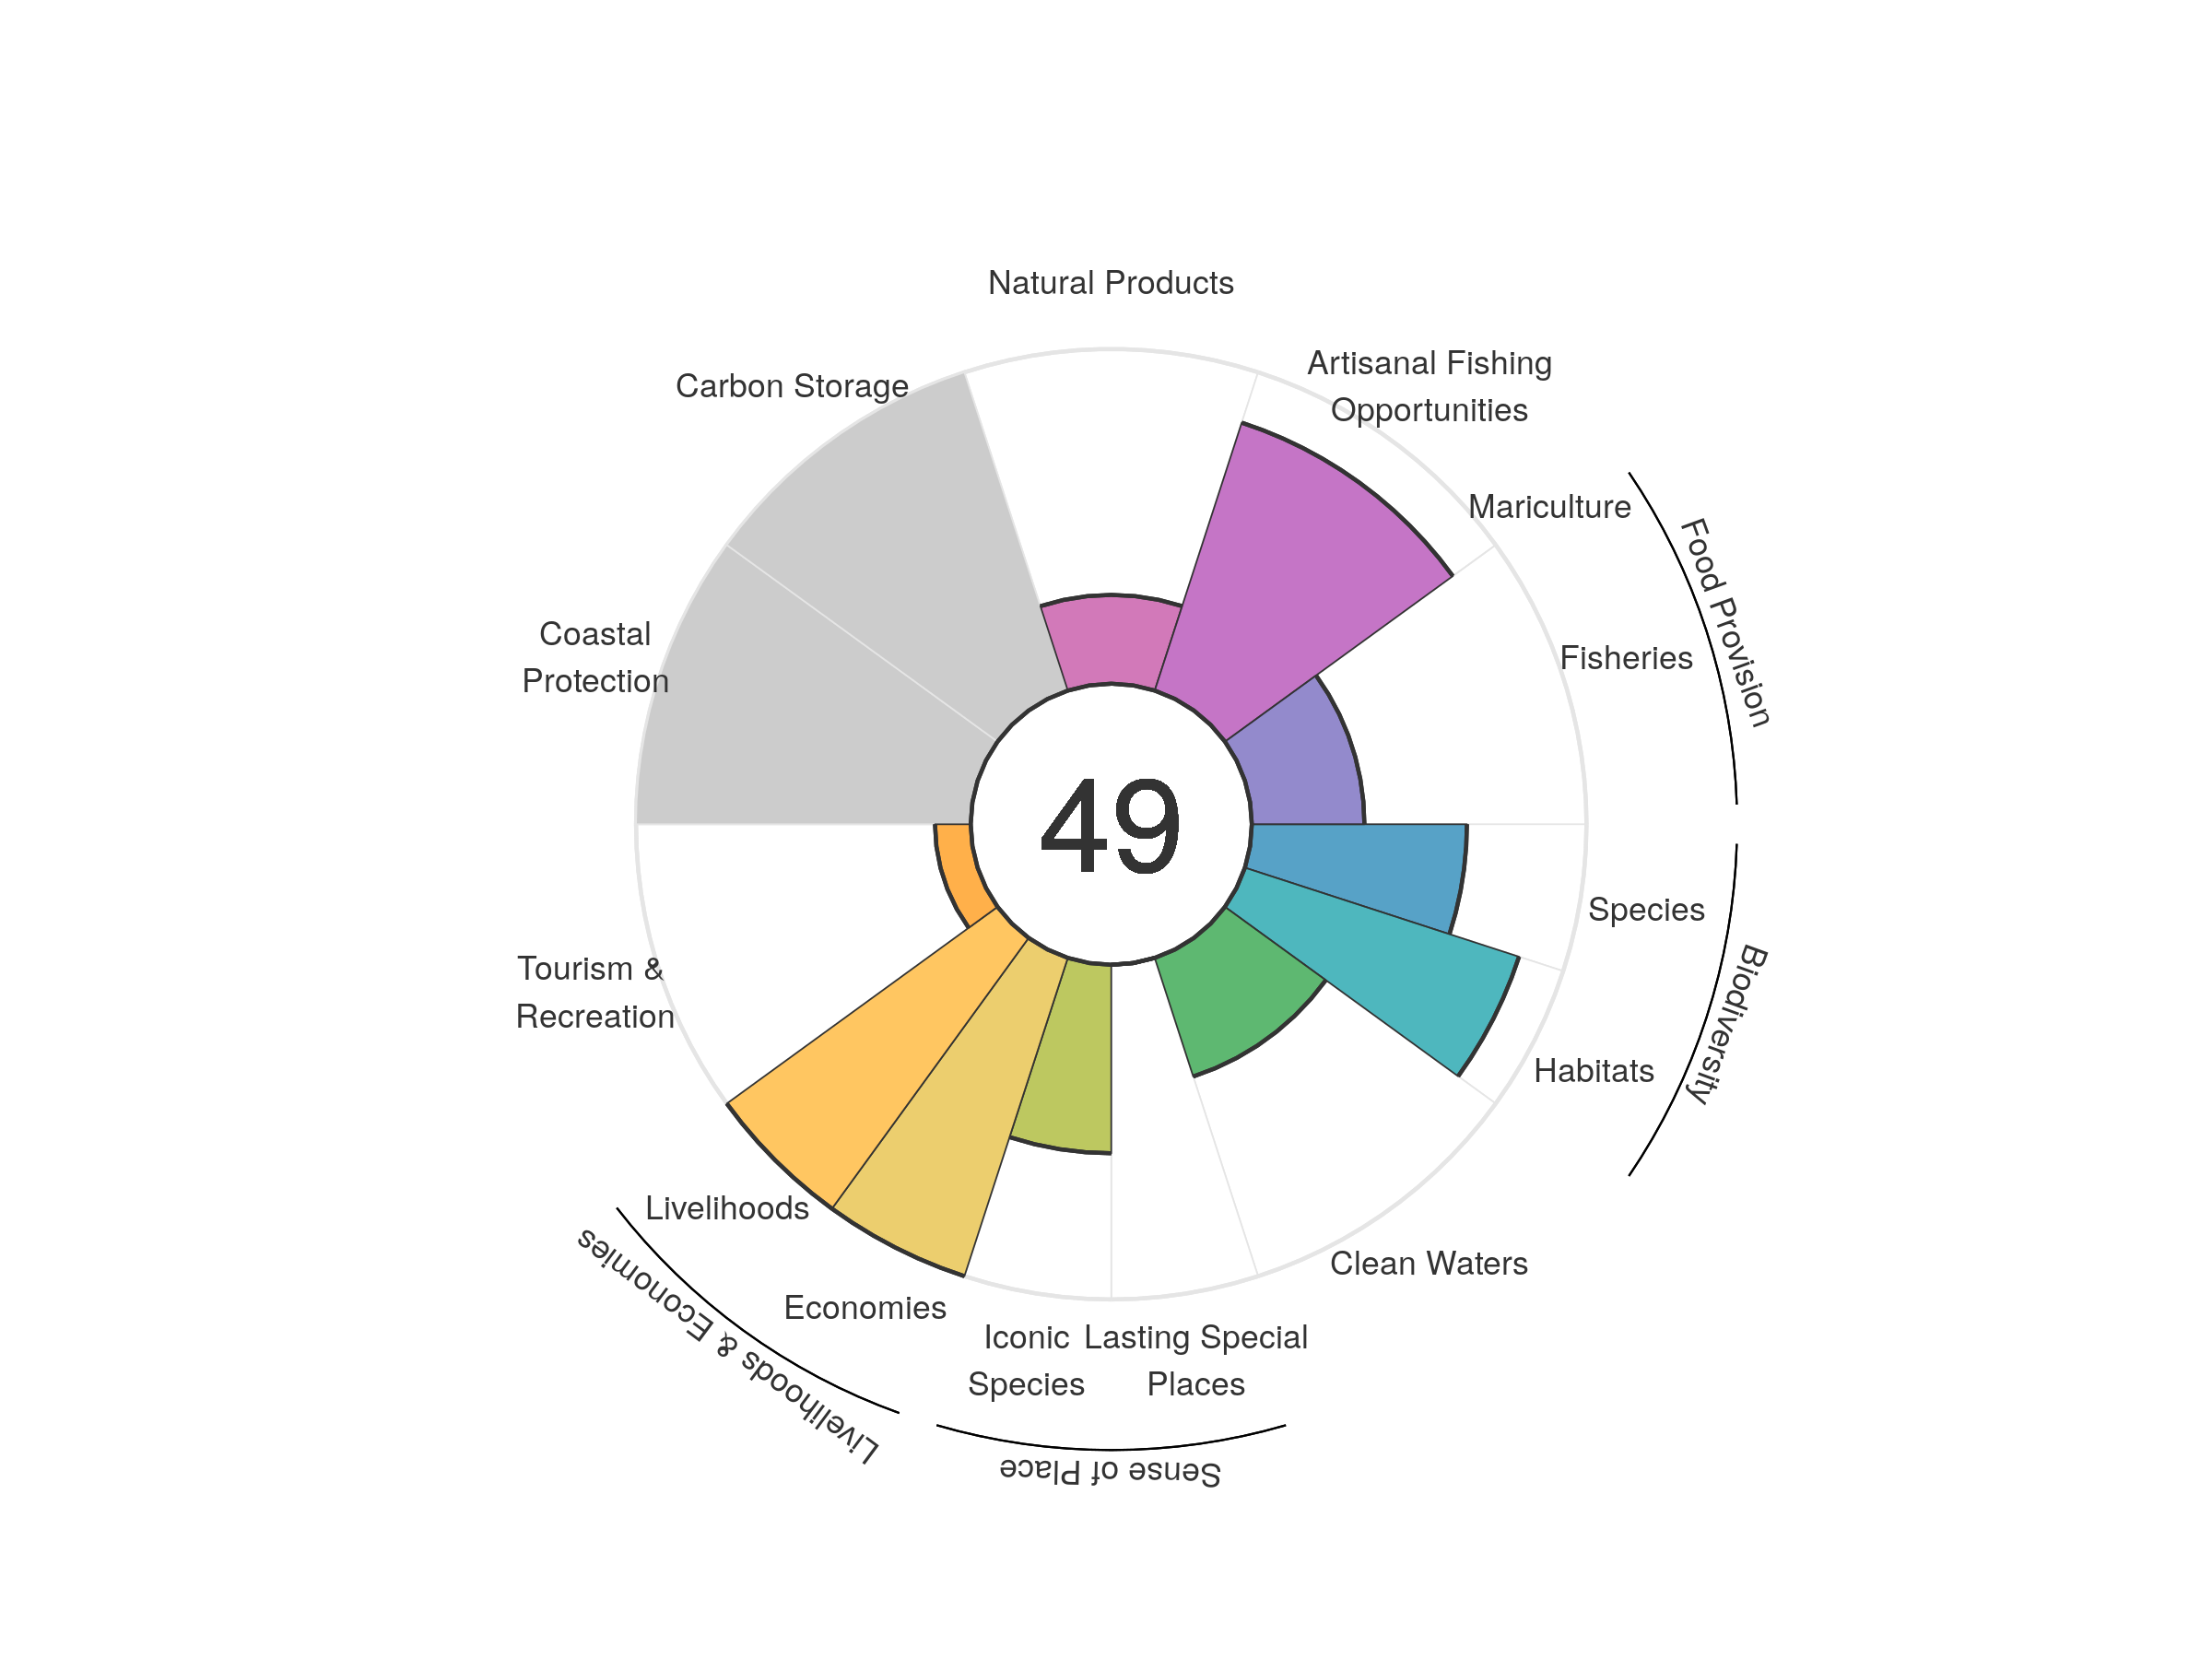 Natural Products
Artisanal Fishing
Opportunities
Carbon Storage
Mariculture
Food Provision
Coastal
Protection
Fisheries
49
Species
Biodiversity
Tourism &
Recreation
Habitats
Livelihoods
Clean Waters
Economies
Livelihoods & Economies
Iconic
Species
Lasting Special
Places
Sense of Place